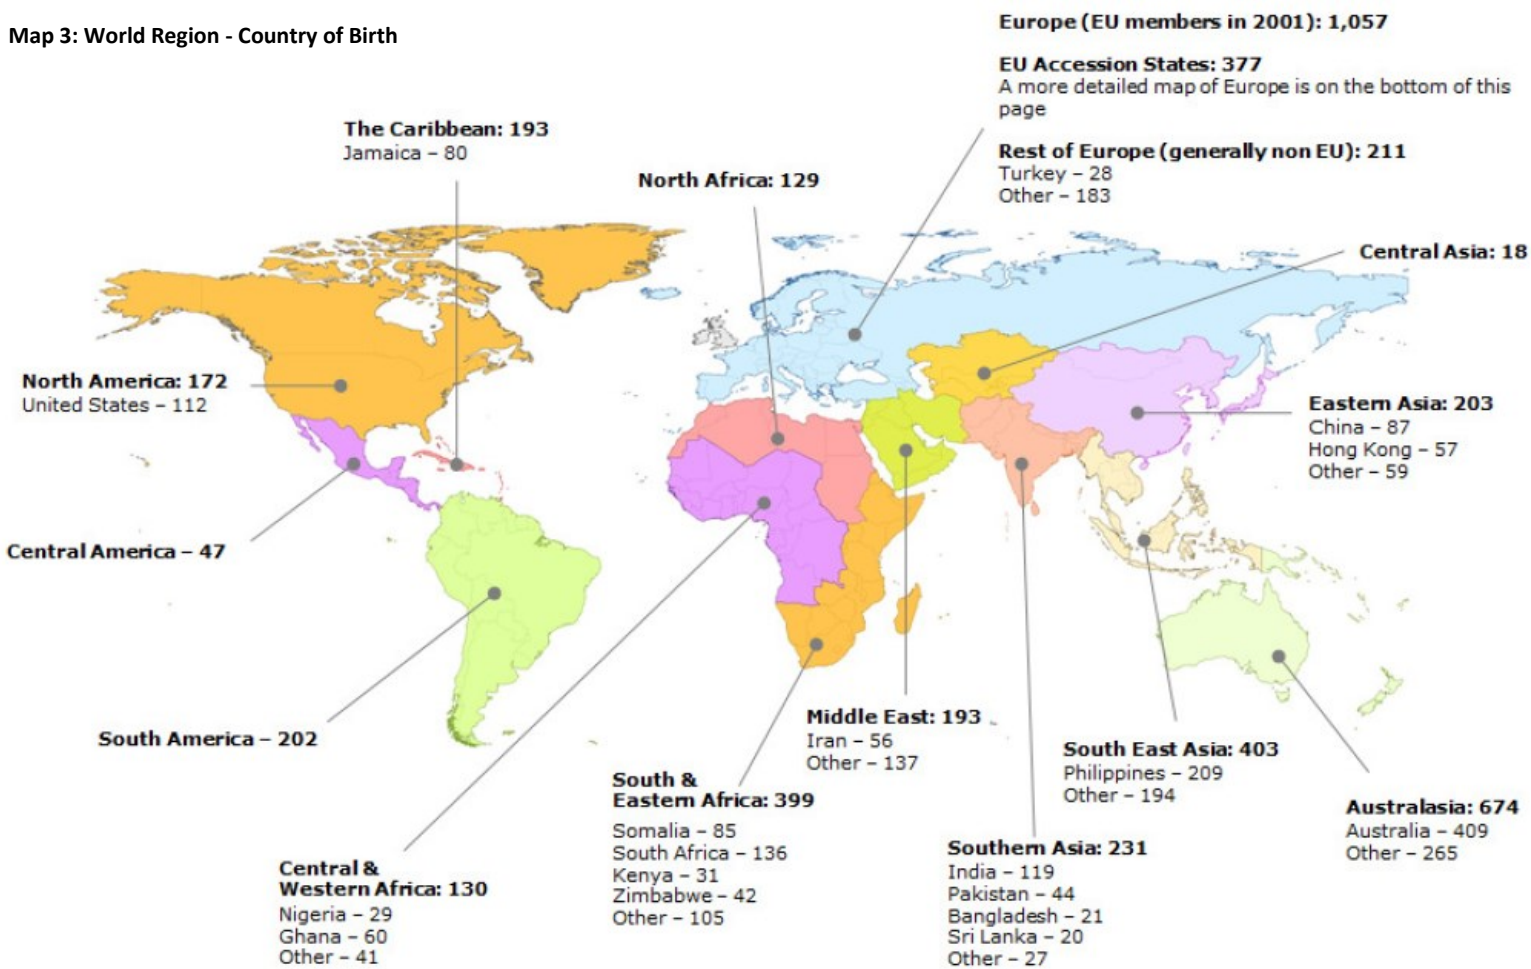 Map 3: World Region - Country of Birth
Europe (EU members in 2001): 1,057
EU Accession States: 377
A more detailed map of Europe is on the bottom of this
page
Rest of Europe (generally non EU): 211
Turkey – 28
Other – 183
The Caribbean: 193
Jamaica – 80
North Africa: 129
Central Asia: 18
North America: 172
United States – 112
Eastern Asia: 203
China – 87
Hong Kong – 57
Other – 59
Central America – 47
South America – 202
Middle East: 193
Iran – 56
Other – 137
South East Asia: 403
Philippines – 209
Other – 194
South &
Eastern Africa: 399
Somalia – 85
South Africa – 136
Kenya – 31
Zimbabwe – 42
Other – 105
Australasia: 674
Australia – 409
Other – 265
Central &
Western Africa: 130
Nigeria – 29
Ghana – 60
Other – 41
Southern Asia: 231
India – 119
Pakistan – 44
Bangladesh – 21
Sri Lanka – 20
Other – 27